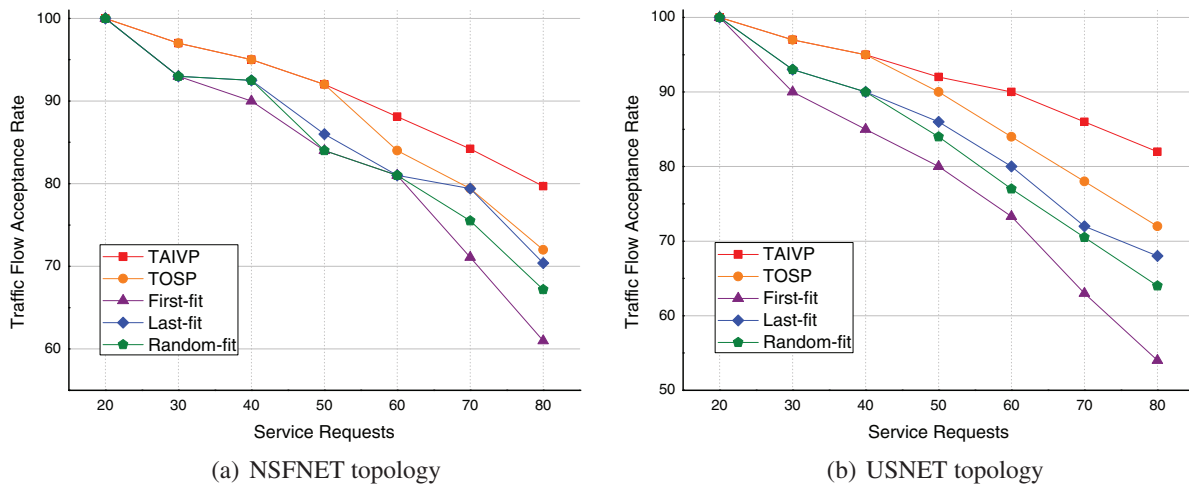 100
90
80
70
60
Traffic Flow Acceptance Rate
TAIVP
TOSP
First-fit
Last-fit
Random-fit
20 30 40 50 60 70 80
Service Requests
(a) NSFNET topology
100
90
80
70
60
50
Traffic Flow Acceptance Rate
TAIVP
TOSP
First-fit
Last-fit
Random-fit
20 30 40 50 60 70 80
Service Requests
(b) USNET topology